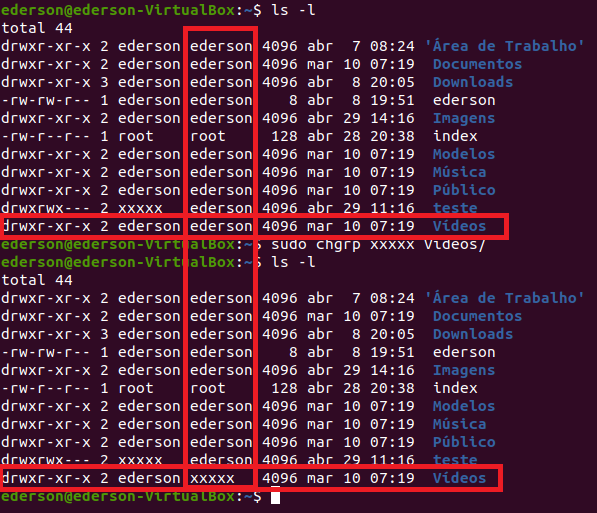 ederson@ederson-VirtualBox:~$ ls -l
total 44
drwxr-xr-x 2 ederson ederson 4096 abr  7 08:24 'Área de Trabalho'
drwxr-xr-x 2 ederson ederson 4096 mar 10 07:19  Documentos
drwxr-xr-x 3 ederson ederson 4096 abr  8 20:05  Downloads
-rw-rw-r-- 1 ederson ederson    8 abr  8 19:51  ederson
drwxr-xr-x 2 ederson ederson 4096 abr 29 14:16  Imagens
-rw-r--r-- 1 root    root     128 abr 28 20:38  index
drwxr-xr-x 2 ederson ederson 4096 mar 10 07:19  Modelos
drwxr-xr-x 2 ederson ederson 4096 mar 10 07:19  Música
drwxr-xr-x 2 ederson ederson 4096 mar 10 07:19  Público
drwxrwx--- 2 xxxxx   ederson 4096 abr 29 11:16  teste
drwxr-xr-x 2 ederson ederson 4096 mar 10 07:19  Vídeos
ederson@ederson-VirtualBox:~$ sudo chgrp xxxxx Vídeos/
ederson@ederson-VirtualBox:~$ ls -l
total 44
drwxr-xr-x 2 ederson ederson 4096 abr  7 08:24 'Área de Trabalho'
drwxr-xr-x 2 ederson ederson 4096 mar 10 07:19  Documentos
drwxr-xr-x 3 ederson ederson 4096 abr  8 20:05  Downloads
-rw-rw-r-- 1 ederson ederson    8 abr  8 19:51  ederson
drwxr-xr-x 2 ederson ederson 4096 abr 29 14:16  Imagens
-rw-r--r-- 1 root    root     128 abr 28 20:38  index
drwxr-xr-x 2 ederson ederson 4096 mar 10 07:19  Modelos
drwxr-xr-x 2 ederson ederson 4096 mar 10 07:19  Música
drwxr-xr-x 2 ederson ederson 4096 mar 10 07:19  Público
drwxrwx--- 2 xxxxx   ederson 4096 abr 29 11:16  teste
drwxr-xr-x 2 ederson xxxxx   4096 mar 10 07:19  Vídeos
ederson@ederson-VirtualBox:~$